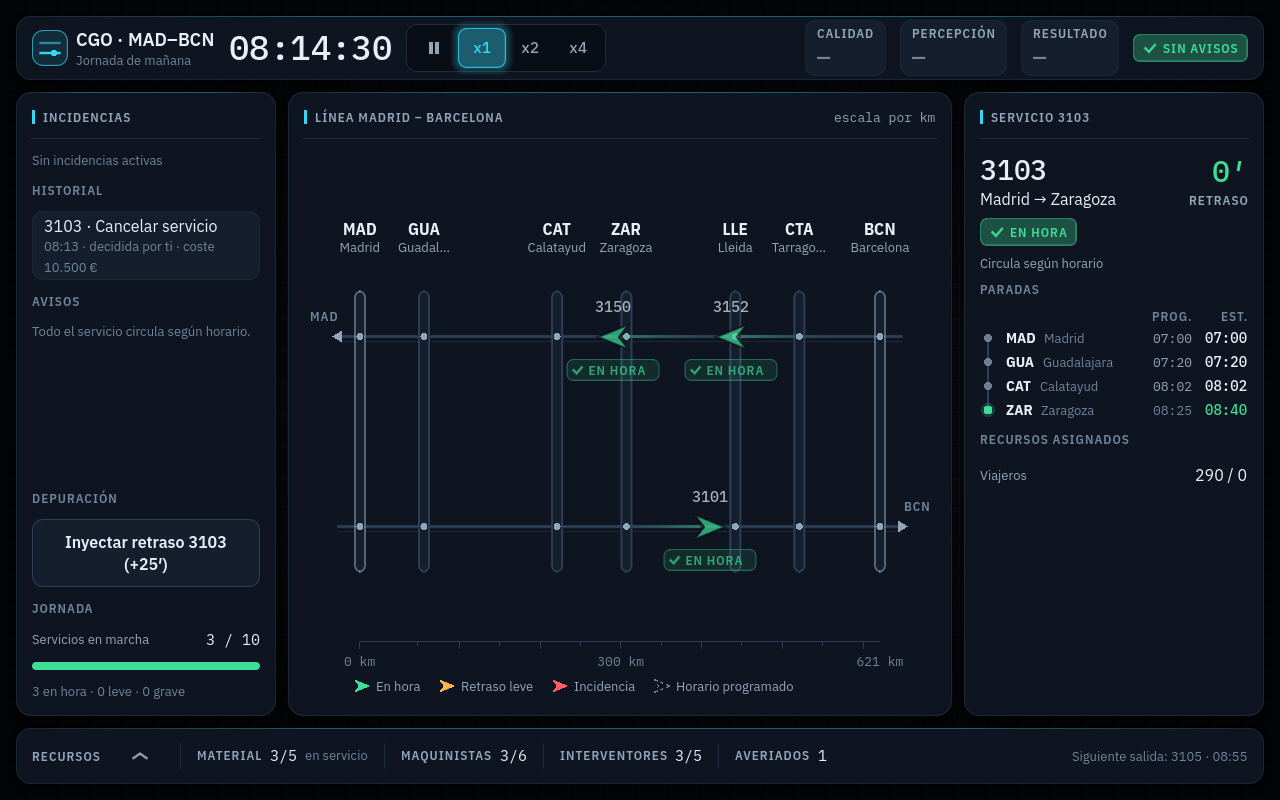 CGO · MAD–BCN
Jornada de mañana
08:14:30
x1
x2
x4
CALIDAD
—
PERCEPCIÓN
—
RESULTADO
—
SIN AVISOS
INCIDENCIAS
Sin incidencias activas
HISTORIAL
3103 · Cancelar servicio
08:13 · decidida por ti · coste
10.500 €
AVISOS
Todo el servicio circula según horario.
DEPURACIÓN
Inyectar retraso 3103
(+25′)
JORNADA
Servicios en marcha 3 / 10
3 en hora · 0 leve · 0 grave
LÍNEA MADRID – BARCELONA
escala por km
MAD GUA CAT ZAR LLE CTA BCN
Madrid Guadal… Calatayud Zaragoza Lleida Tarrago… Barcelona
3150 3152
MAD
EN HORA EN HORA
3101
BCN
EN HORA
0 km 300 km 621 km
En hora Retraso leve Incidencia Horario programado
SERVICIO 3103
3103 0′
Madrid → Zaragoza RETRASO
EN HORA
Circula según horario
PARADAS
PROG. EST.
MAD Madrid 07:00 07:00
GUA Guadalajara 07:20 07:20
CAT Calatayud 08:02 08:02
ZAR Zaragoza 08:25 08:40
RECURSOS ASIGNADOS
Viajeros 290 / 0
RECURSOS
MATERIAL 3/5 en servicio
MAQUINISTAS 3/6
INTERVENTORES 3/5
AVERIADOS 1
Siguiente salida: 3105 · 08:55